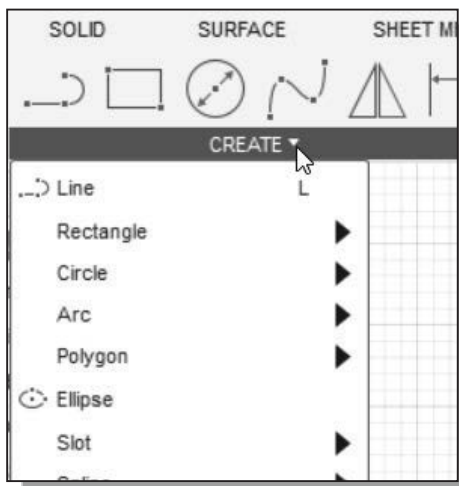 SOLID SURFACE SHEET
CREATE
Line L
Rectangle
Circle
Arc
Polygon
Ellipse
Slot